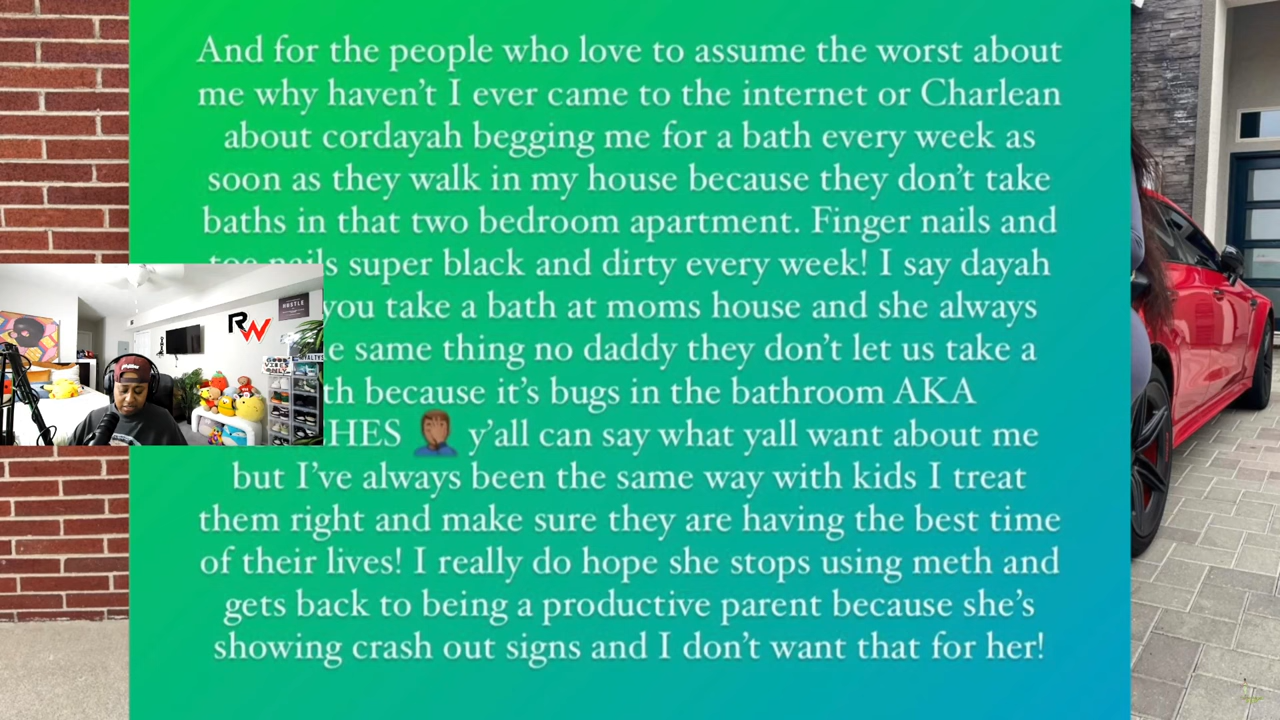 And for the people who love to assume the worst about
me why haven't I ever came to the internet or Charlean
about cordayah begging me for a bath every week as
soon as they walk in my house because they don't take
baths in that two bedroom apartment. Finger nails and
toe nails super black and dirty every week! I say dayah
you take a bath at moms house and she always
same thing no daddy they don't let us take a
because it's bugs in the bathroom AKA
y'all can say what yall want about me
but I've always been the same way with kids I treat
them right and make sure they are having the best time
of their lives! I really do hope she stops using meth and
gets back to being a productive parent because she's
showing crash out signs and I don't want that for her!
RW
HUSTLE
VIBES
ONLY